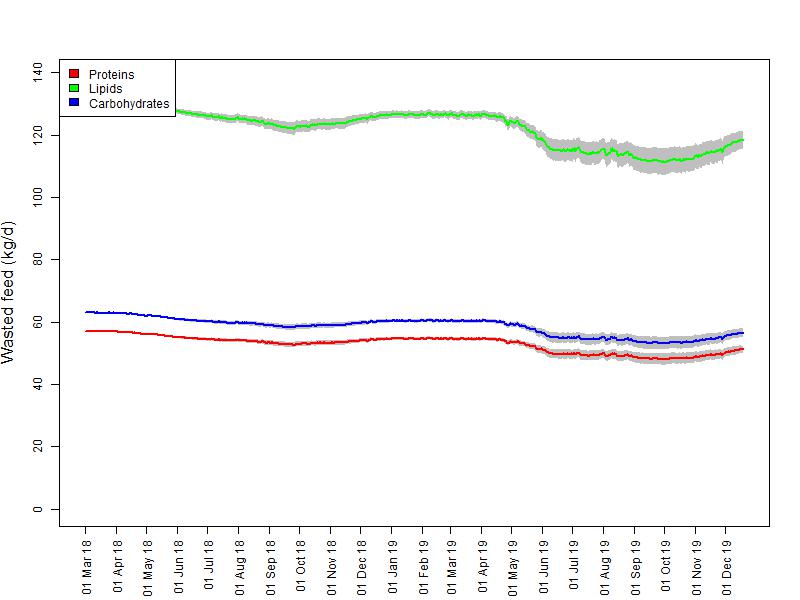 Proteins
Lipids
Carbohydrates
Wasted feed (kg/d)
140
120
100
80
60
40
20
0
01 Mar 18
01 Apr 18
01 May 18
01 Jun 18
01 Jul 18
01 Aug 18
01 Sep 18
01 Oct 18
01 Nov 18
01 Dec 18
01 Jan 19
01 Feb 19
01 Mar 19
01 Apr 19
01 May 19
01 Jun 19
01 Jul 19
01 Aug 19
01 Sep 19
01 Oct 19
01 Nov 19
01 Dec 19